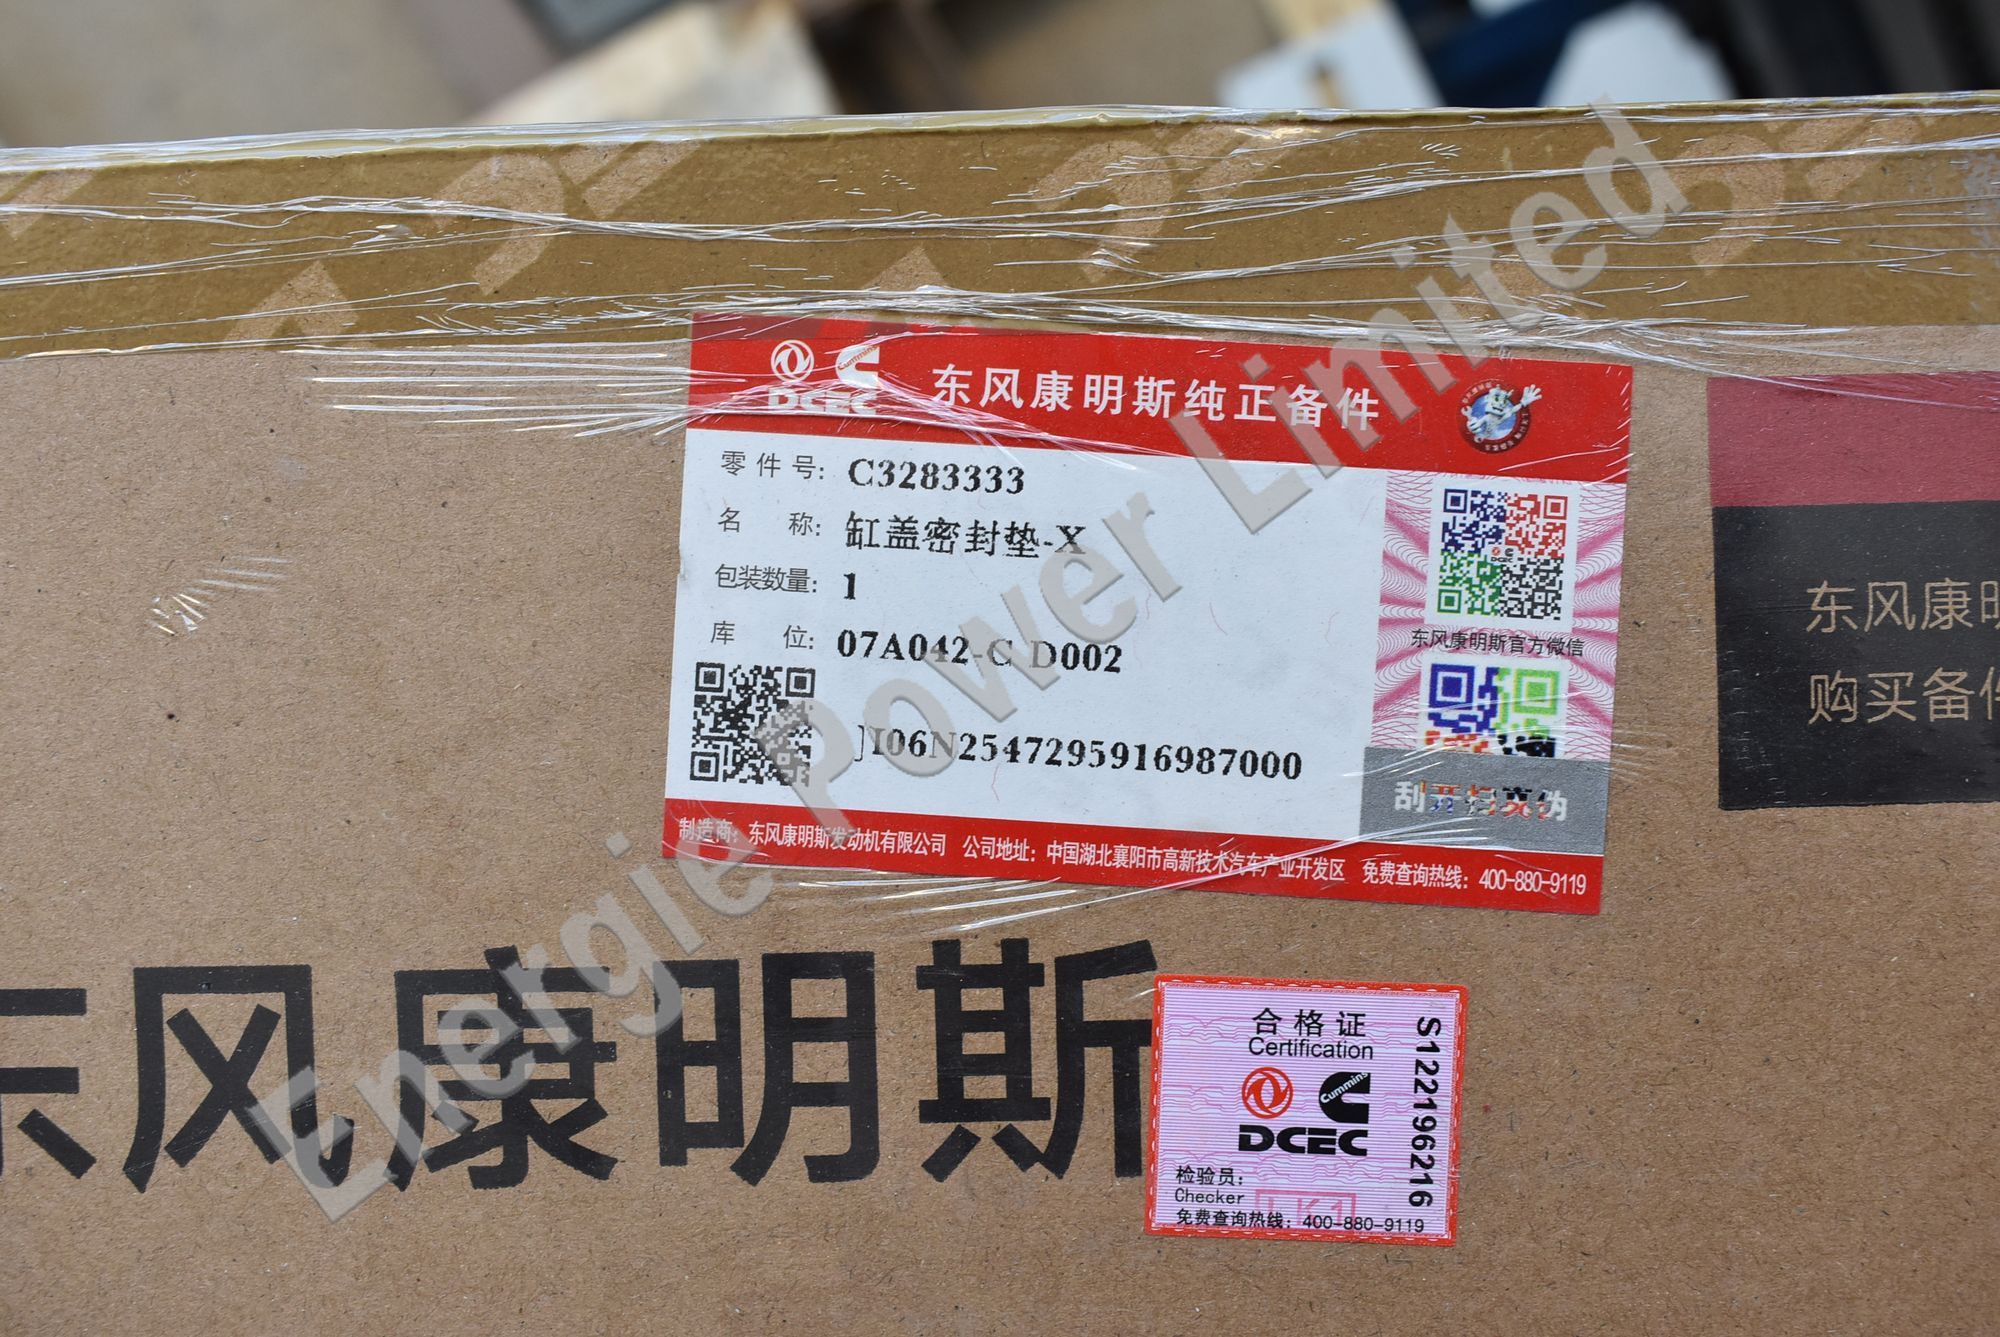 Cummins
DCEC
东风康明斯纯正备件
零件号: C3283333
名 称: 缸盖密封垫-X
包装数量: 1
库 位: 07A042-C D002
JI06N2547295916987000
东风康明斯官方微信
刮开扫真伪
制造商: 东风康明斯发动机有限公司 公司地址: 中国湖北襄阳市高新技术汽车产业开发区 免费查询热线: 400-880-9119
东风康明
购买备件
东风康明斯
合格证
Certification
Cummins
DCEC
S122196216
检验员:
Checker
免费查询热线: 400-880-9119
Energie Power Limited